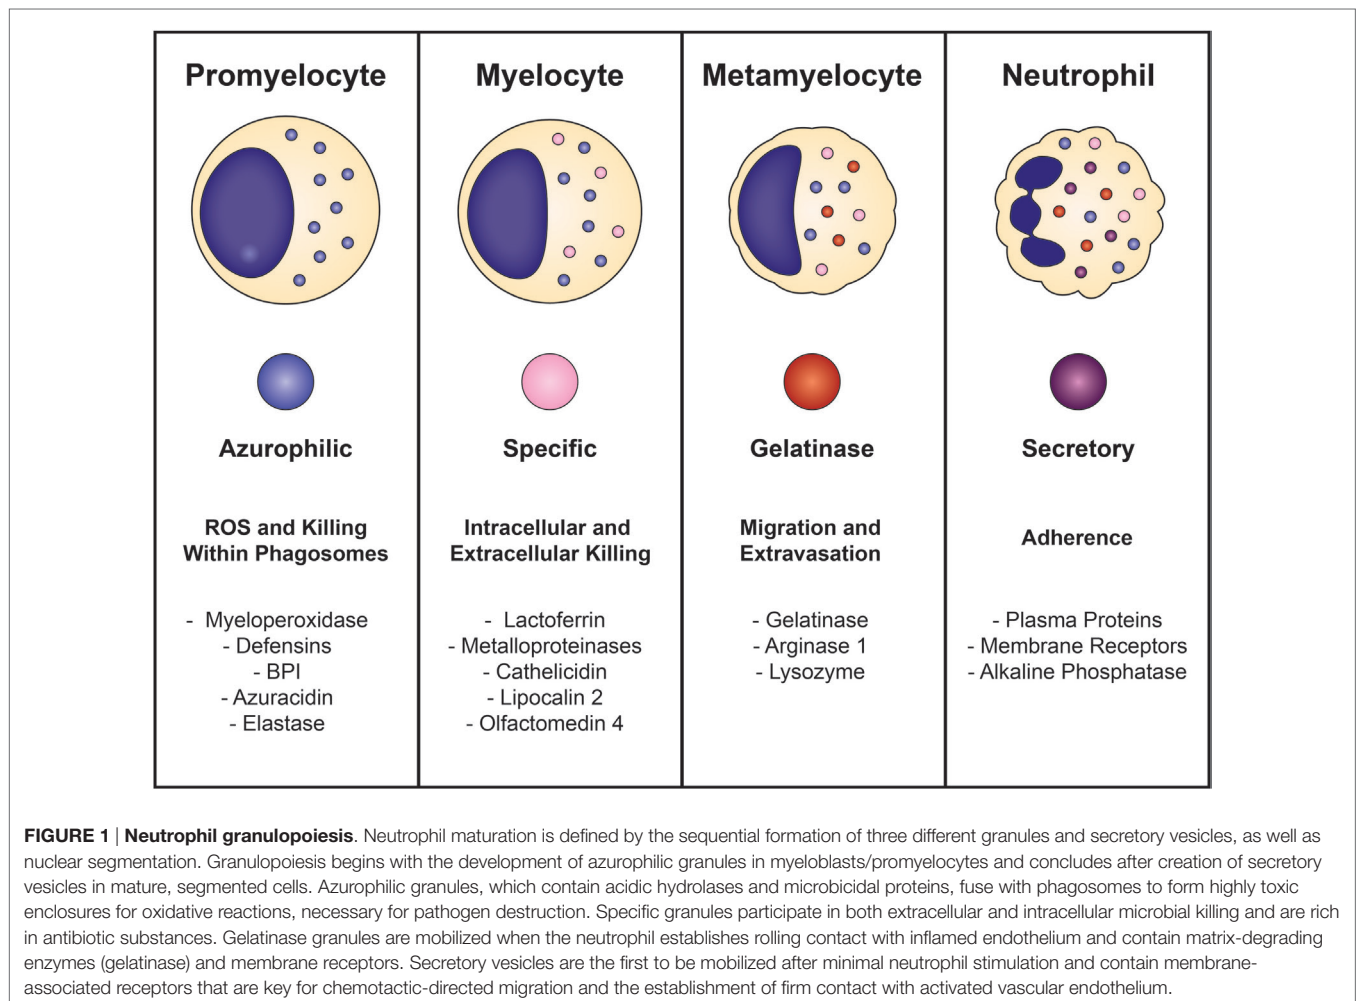 Promyelocyte
Azurophilic
ROS and Killing
Within Phagosomes
- Myeloperoxidase
- Defensins
- BPI
- Azuracidin
- Elastase
Myelocyte
Specific
Intracellular and
Extracellular Killing
- Lactoferrin
- Metalloproteinases
- Cathelicidin
- Lipocalin 2
- Olfactomedin 4
Metamyelocyte
Gelatinase
Migration and
Extravasation
- Gelatinase
- Arginase 1
- Lysozyme
Neutrophil
Secretory
Adherence
- Plasma Proteins
- Membrane Receptors
- Alkaline Phosphatase
FIGURE 1 | Neutrophil granulopoiesis. Neutrophil maturation is defined by the sequential formation of three different granules and secretory vesicles, as well as
nuclear segmentation. Granulopoiesis begins with the development of azurophilic granules in myeloblasts/promyelocytes and concludes after creation of secretory
vesicles in mature, segmented cells. Azurophilic granules, which contain acidic hydrolases and microbicidal proteins, fuse with phagosomes to form highly toxic
enclosures for oxidative reactions, necessary for pathogen destruction. Specific granules participate in both extracellular and intracellular microbial killing and are rich
in antibiotic substances. Gelatinase granules are mobilized when the neutrophil establishes rolling contact with inflamed endothelium and contain matrix-degrading
enzymes (gelatinase) and membrane receptors. Secretory vesicles are the first to be mobilized after minimal neutrophil stimulation and contain membrane-
associated receptors that are key for chemotactic-directed migration and the establishment of firm contact with activated vascular endothelium.